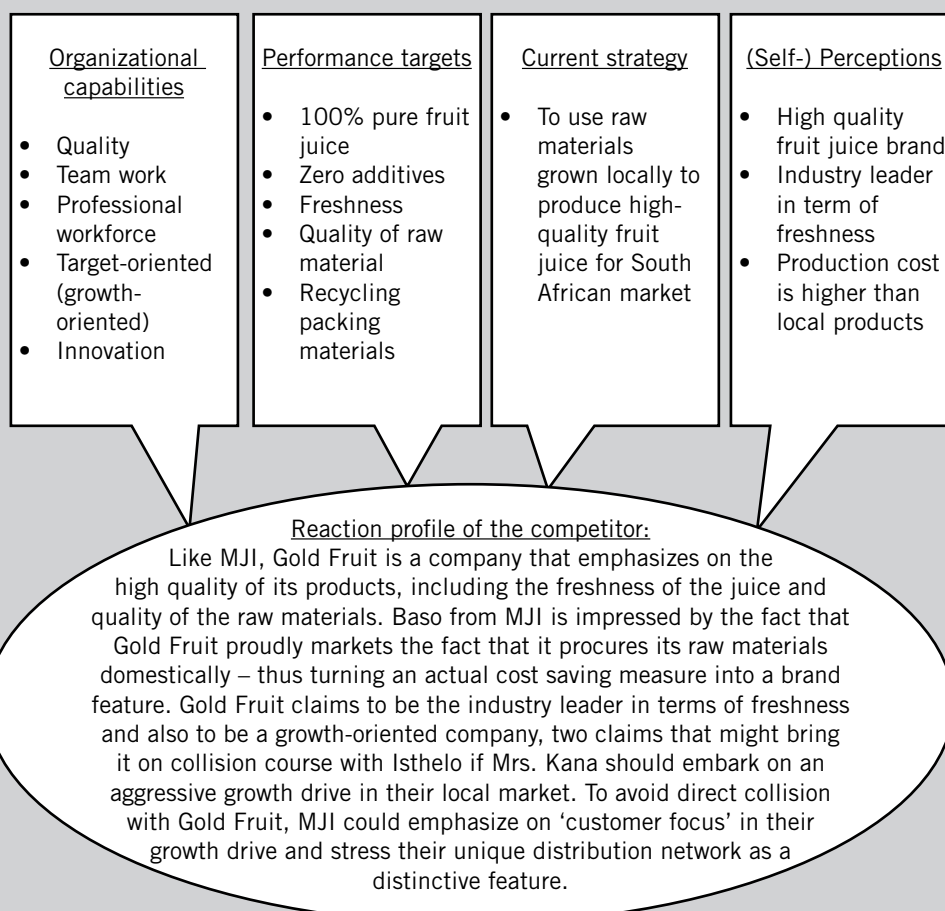 Organizational
capabilities
• Quality
• Team work
• Professional
workforce
• Target-oriented
(growth-
oriented)
• Innovation
Performance targets
• 100% pure fruit
juice
• Zero additives
• Freshness
• Quality of raw
material
• Recycling
packing
materials
Current strategy
• To use raw
materials
grown locally to
produce high-
quality fruit
juice for South
African market
(Self-) Perceptions
• High quality
fruit juice brand
• Industry leader
in term of
freshness
• Production cost
is higher than
local products
Reaction profile of the competitor:
Like MJI, Gold Fruit is a company that emphasizes on the
high quality of its products, including the freshness of the juice and
quality of the raw materials. Baso from MJI is impressed by the fact that
Gold Fruit proudly markets the fact that it procures its raw materials
domestically – thus turning an actual cost saving measure into a brand
feature. Gold Fruit claims to be the industry leader in terms of freshness
and also to be a growth-oriented company, two claims that might bring
it on collision course with Isthelo if Mrs. Kana should embark on an
aggressive growth drive in their local market. To avoid direct collision
with Gold Fruit, MJI could emphasize on ‘customer focus’ in their
growth drive and stress their unique distribution network as a
distinctive feature.